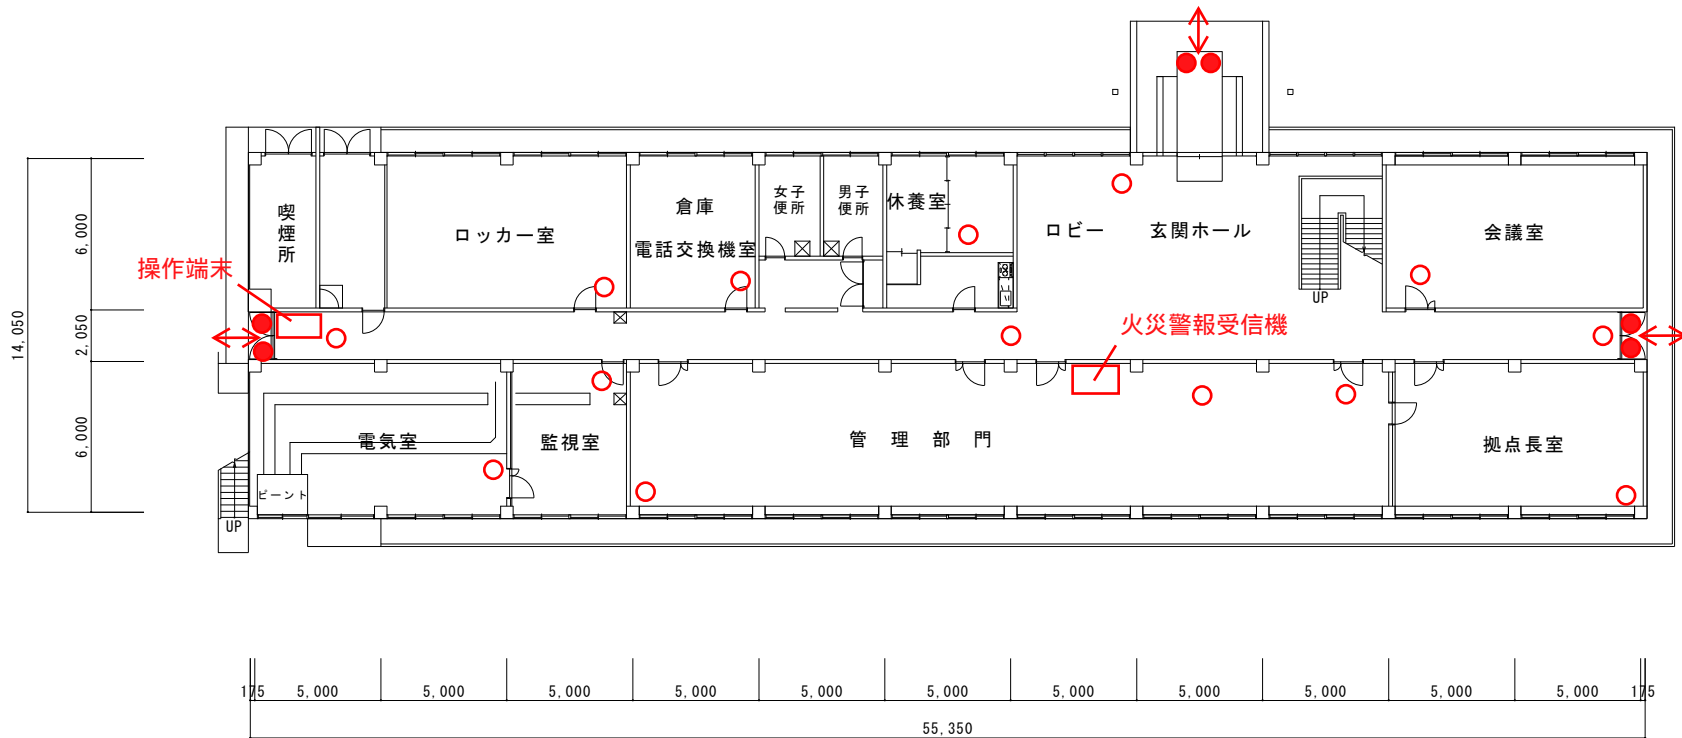 喫煙所
ロッカー室
倉庫
電話交換機室
女子
便所
男子
便所
休養室
ロビー
玄関ホール
会議室
UP
操作端末
火災警報受信機
電気室
監視室
管理部門
拠点長室
ピーント
UP
14,050
6,000
2,050
6,000
175
5,000
5,000
5,000
5,000
5,000
5,000
5,000
5,000
5,000
5,000
5,000
175
55,350